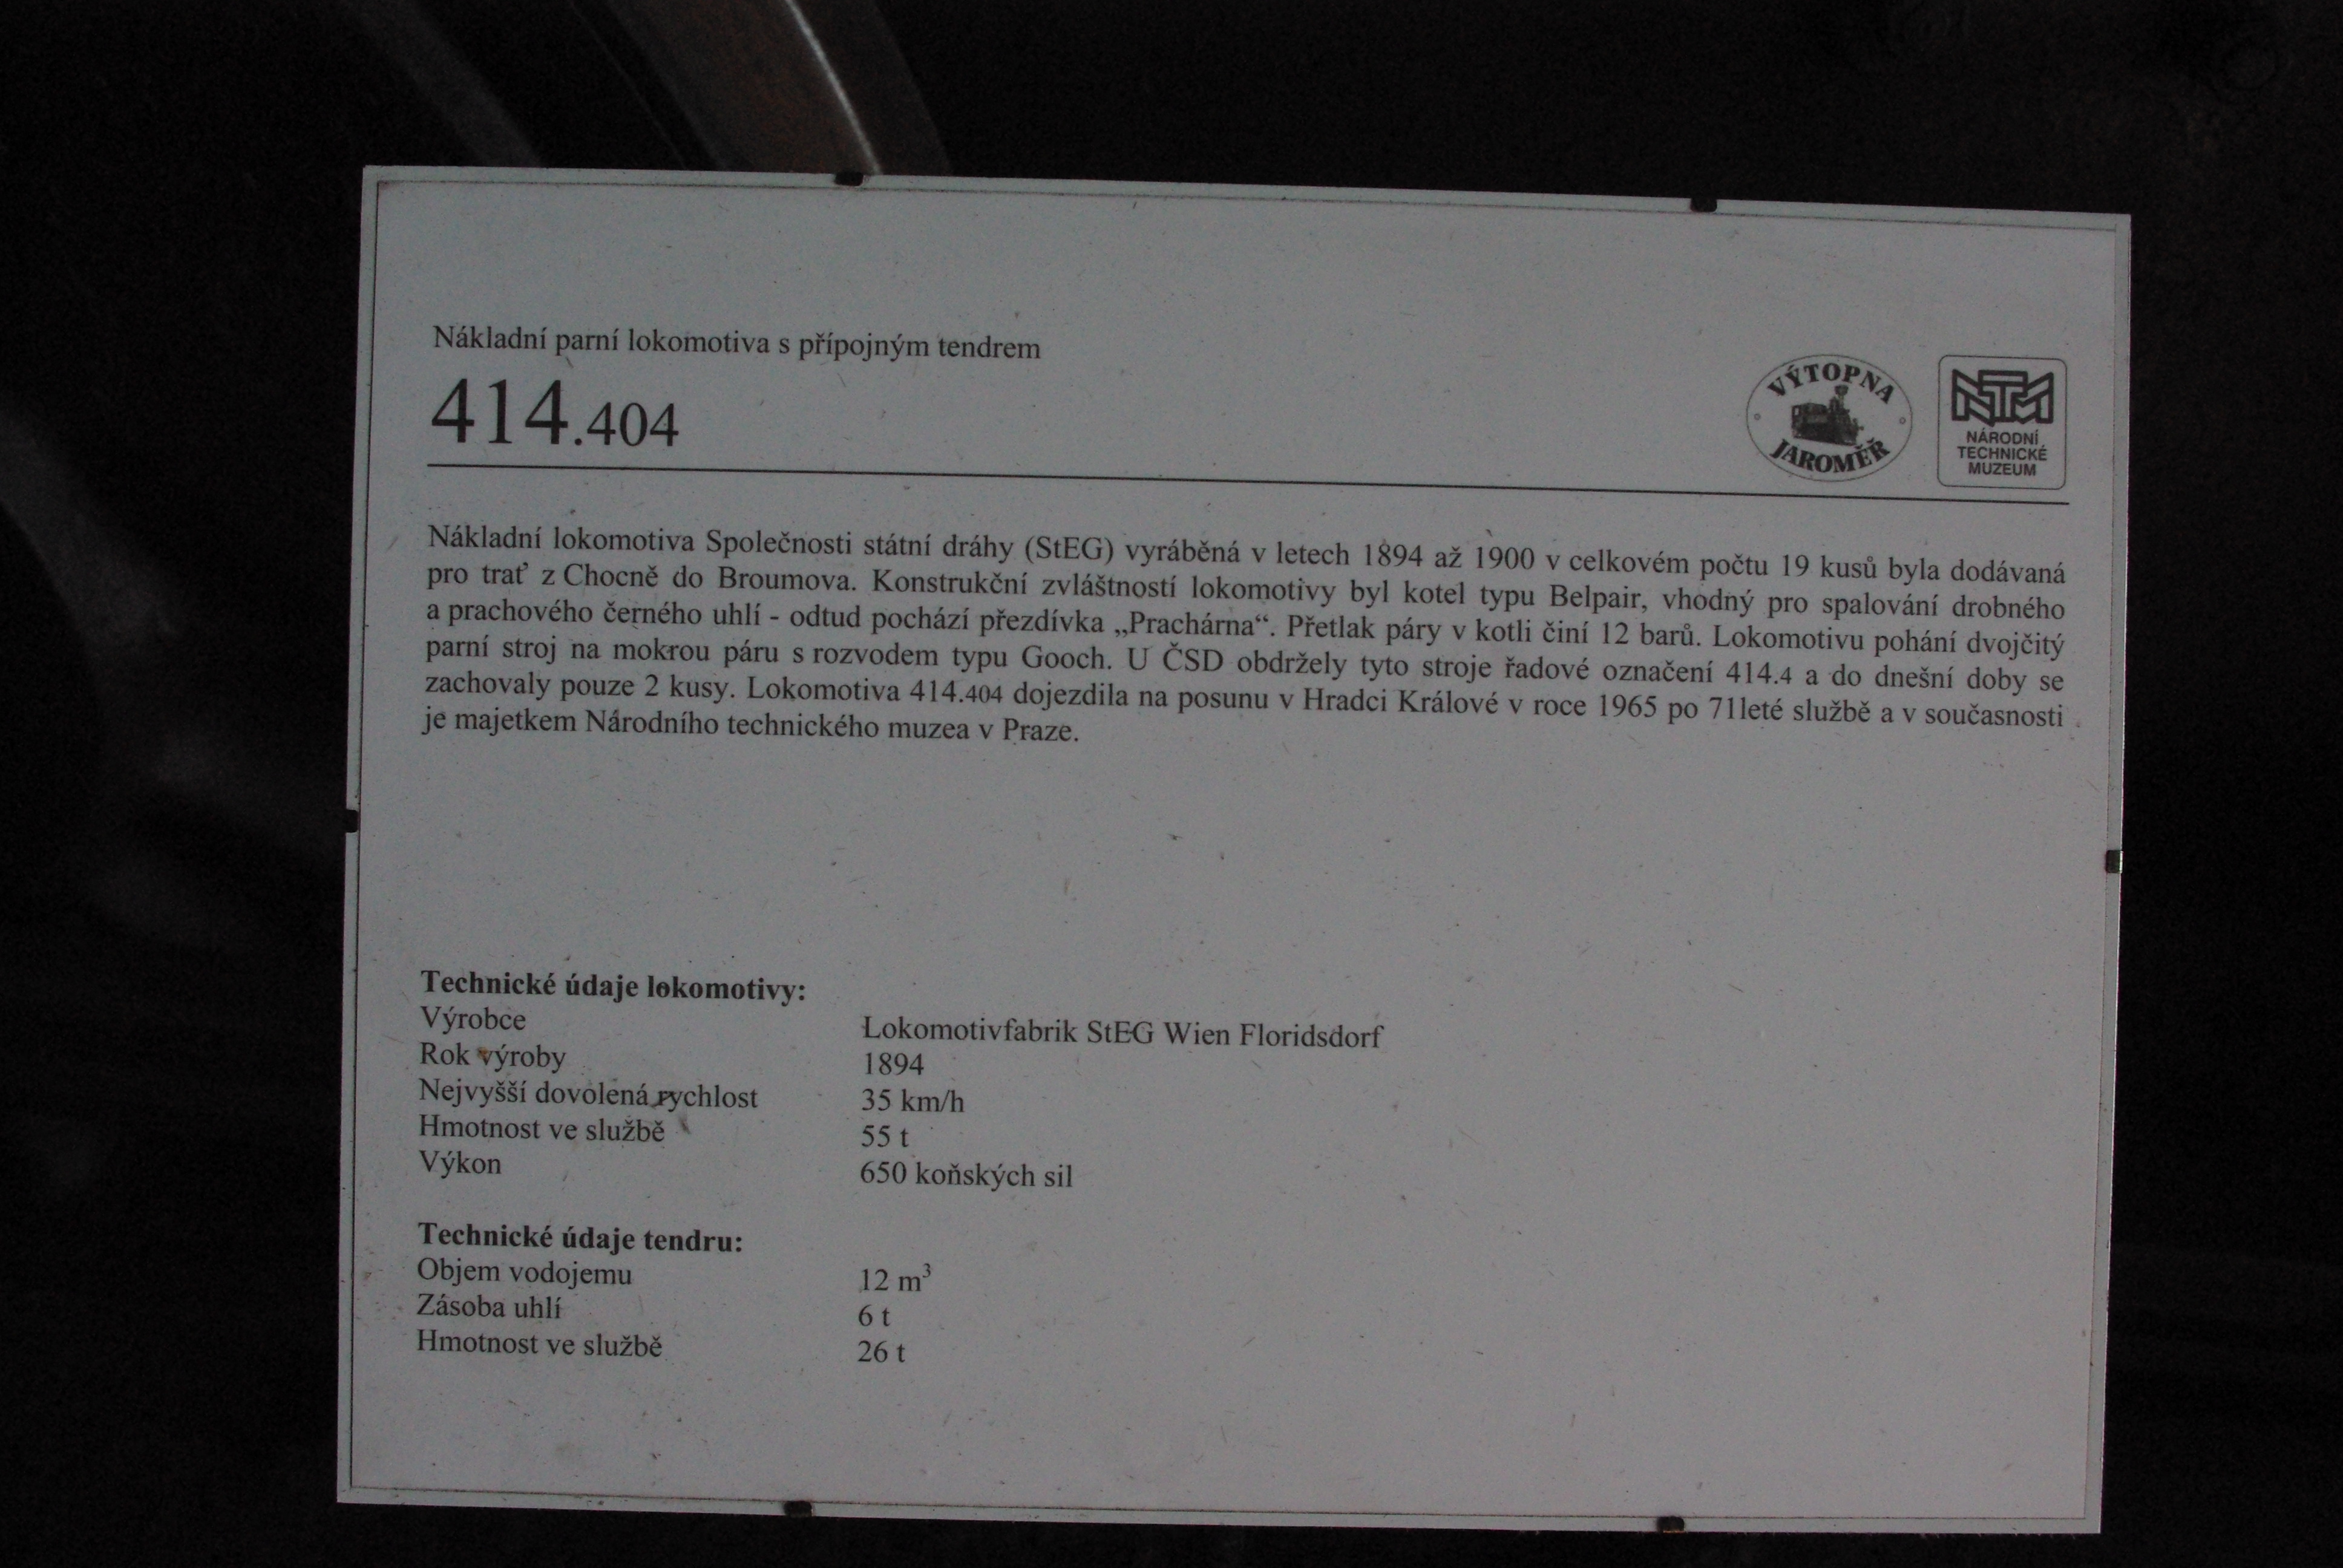 Nákladní parní lokomotiva s přípojným tendrem
414.404
VÝTOPNA
JAROMĚŘ
NTM
NÁRODNÍ
TECHNICKÉ
MUZEUM
Nákladní lokomotiva Společnosti státní dráhy (StEG) vyráběná v letech 1894 až 1900 v celkovém počtu 19 kusů byla dodávaná
pro trať z Chocně do Broumova. Konstrukční zvláštností lokomotivy byl kotel typu Belpair, vhodný pro spalování drobného
a prachového černého uhlí - odtud pochází přezdívka „Prachárna“. Přetlak páry v kotli činí 12 barů. Lokomotivu pohání dvojčitý
parní stroj na mokrou páru s rozvodem typu Gooch. U ČSD obdržely tyto stroje řadové označení 414.4 a do dnešní doby se
zachovaly pouze 2 kusy. Lokomotiva 414.404 dojezdila na posunu v Hradci Králové v roce 1965 po 71leté službě a v současnosti
je majetkem Národního technického muzea v Praze.
Technické údaje lokomotivy:
Výrobce Lokomotivfabrik StEG Wien Floridsdorf
Rok výroby 1894
Nejvyšší dovolená rychlost 35 km/h
Hmotnost ve službě 55 t
Výkon 650 koňských sil
Technické údaje tendru:
Objem vodojemu 12 m³
Zásoba uhlí 6 t
Hmotnost ve službě 26 t